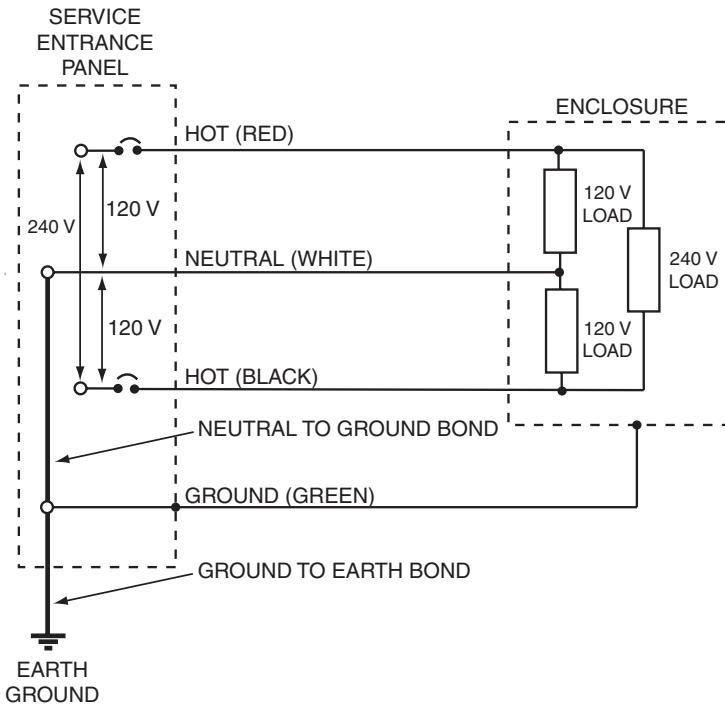 SERVICE
ENTRANCE
PANEL
ENCLOSURE
HOT (RED)
120 V
LOAD
240 V
120 V
NEUTRAL (WHITE)
240 V
LOAD
120 V
120 V
LOAD
HOT (BLACK)
NEUTRAL TO GROUND BOND
GROUND (GREEN)
GROUND TO EARTH BOND
EARTH
GROUND